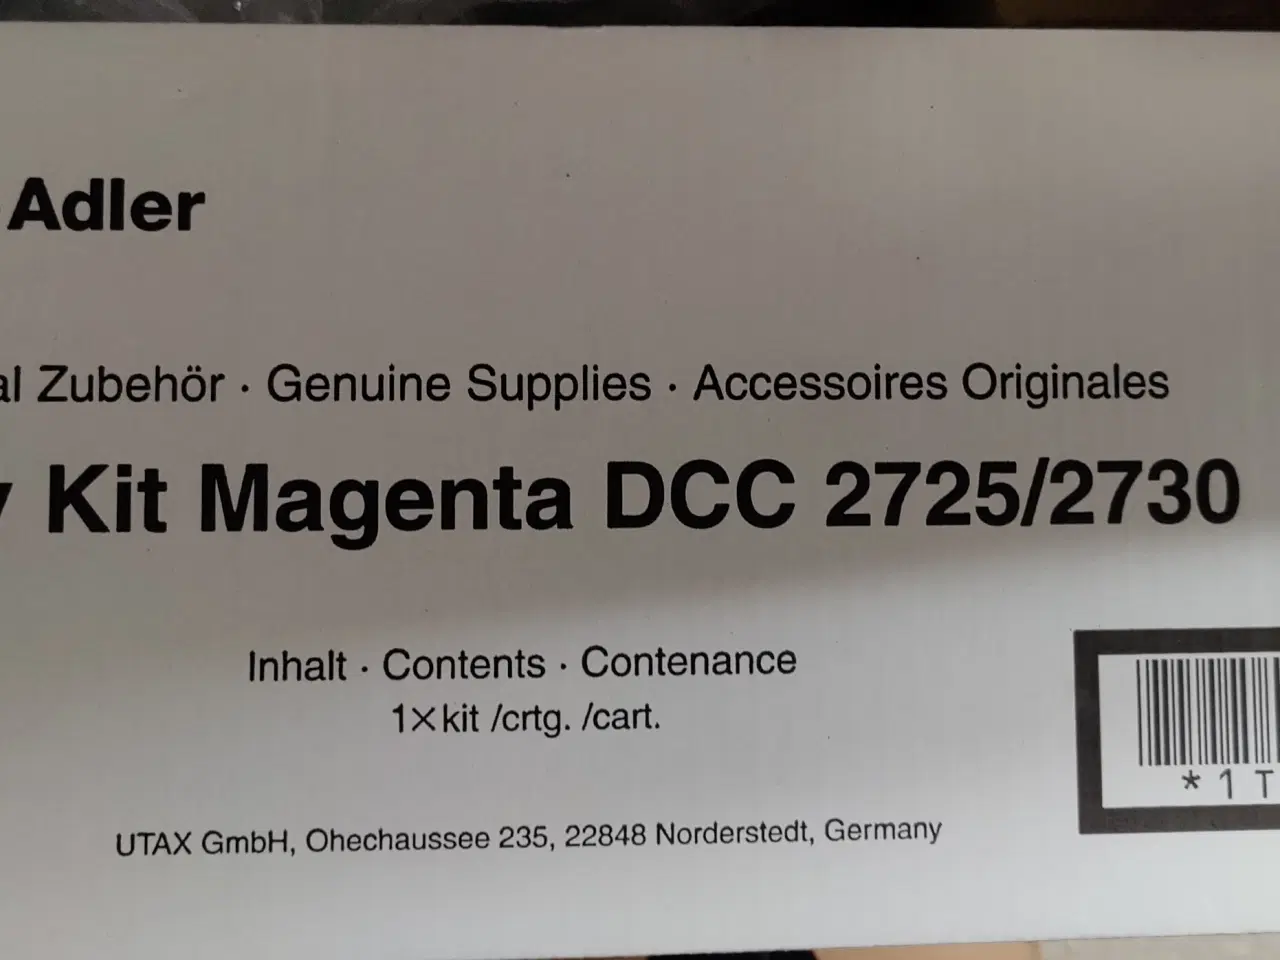 -Adler
al Zubehör · Genuine Supplies · Accessoires Originales
Kit Magenta DCC 2725/2730
Inhalt · Contents · Contenance
1×kit /crtg. /cart.
*1T
UTAX GmbH, Ohechaussee 235, 22848 Norderstedt, Germany